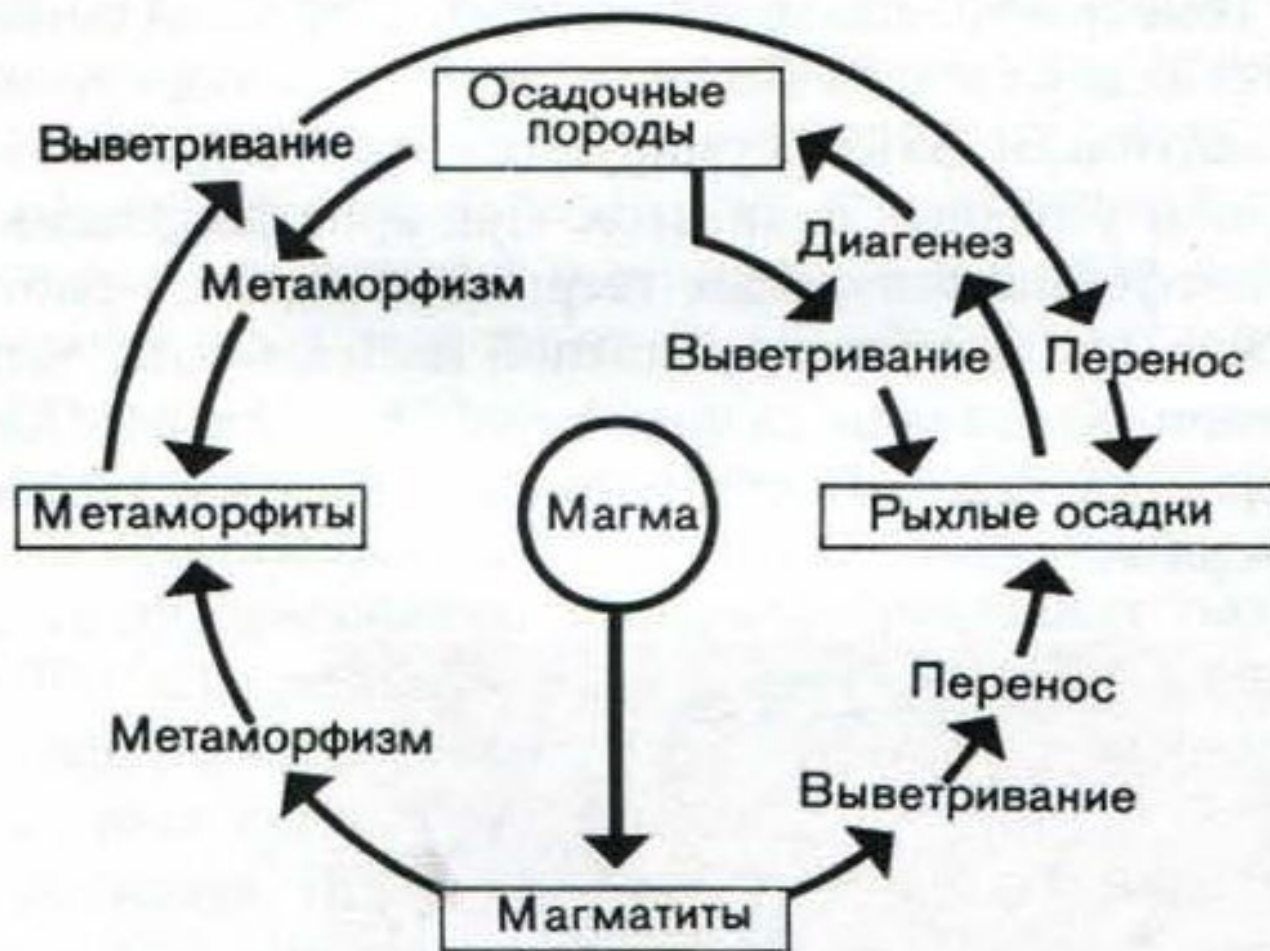 Осадочные
породы
Выветривание
Диагенез
Метаморфизм
Выветривание
Перенос
Метаморфиты
Магма
Рыхлые осадки
Перенос
Метаморфизм
Выветривание
Магматиты